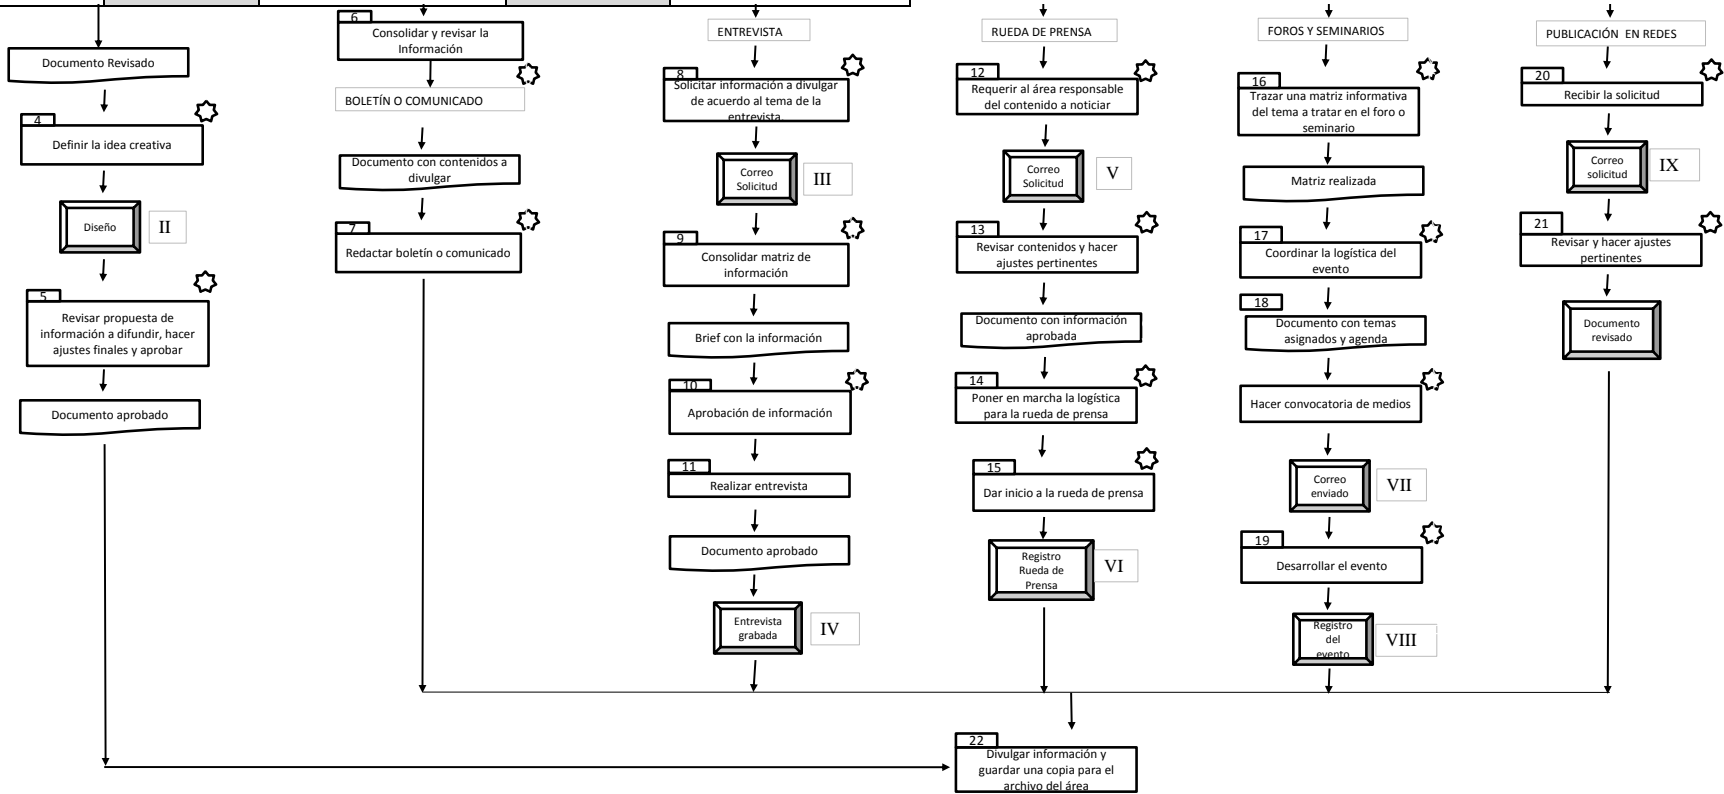 Documento Revisado
4
Definir la idea creativa
Diseño
II
5
Revisar propuesta de
información a difundir, hacer
ajustes finales y aprobar
Documento aprobado
6
Consolidar y revisar la
Información
BOLETÍN O COMUNICADO
Documento con contenidos a
divulgar
7
Redactar boletín o comunicado
ENTREVISTA
8
Solicitar información a divulgar
de acuerdo al tema de la
entrevista
Correo
Solicitud
III
9
Consolidar matriz de
información
Brief con la información
10
Aprobación de información
11
Realizar entrevista
Documento aprobado
Entrevista
grabada
IV
RUEDA DE PRENSA
12
Requerir al área responsable
del contenido a noticiar
Correo
Solicitud
V
13
Revisar contenidos y hacer
ajustes pertinentes
Documento con información
aprobada
14
Poner en marcha la logística
para la rueda de prensa
15
Dar inicio a la rueda de prensa
Registro
Rueda de
Prensa
VI
FOROS Y SEMINARIOS
16
Trazar una matriz informativa
del tema a tratar en el foro o
seminario
Matriz realizada
17
Coordinar la logística del
evento
18
Documento con temas
asignados y agenda
Hacer convocatoria de medios
Correo
enviado
VII
19
Desarrollar el evento
Registro
del
evento
VIII
PUBLICACIÓN EN REDES
20
Recibir la solicitud
Correo
solicitud
IX
21
Revisar y hacer ajustes
pertinentes
Documento
revisado
22
Divulgar información y
guardar una copia para el
archivo del área